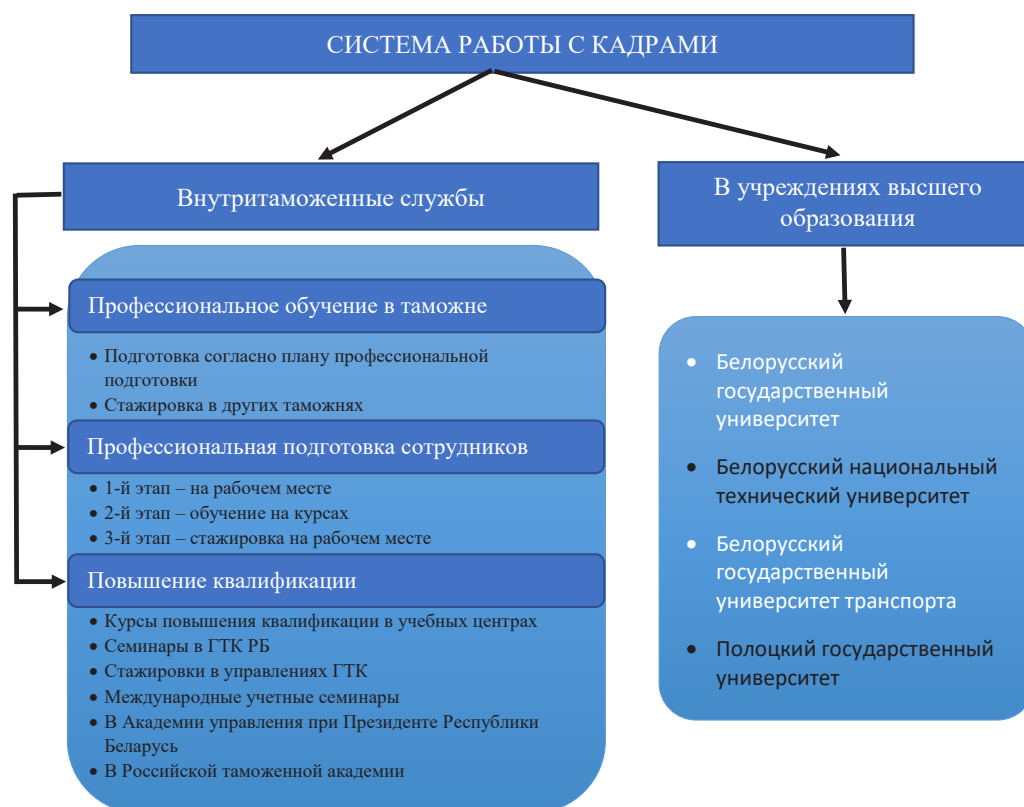 СИСТЕМА РАБОТЫ С КАДРАМИ
Внутритаможенные службы
Профессиональное обучение в таможне
• Подготовка согласно плану профессиональной
подготовки
• Стажировка в других таможнях
Профессиональная подготовка сотрудников
• 1-й этап – на рабочем месте
• 2-й этап – обучение на курсах
• 3-й этап – стажировка на рабочем месте
Повышение квалификации
• Курсы повышения квалификации в учебных центрах
• Семинары в ГТК РБ
• Стажировки в управлениях ГТК
• Международные учетные семинары
• В Академии управления при Президенте Республики
Беларусь
• В Российской таможенной академии
В учреждениях высшего
образования
• Белорусский
государственный
университет
• Белорусский национальный
технический университет
• Белорусский
государственный
университет транспорта
• Полоцкий государственный
университет